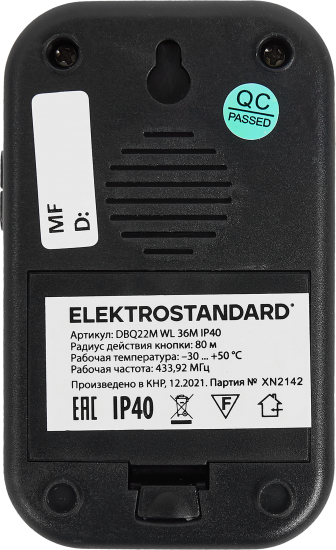 QC
PASSED
MF
D:
ELEKTROSTANDARD®
Артикул: DBQ22M WL 36M IP40
Радиус действия кнопки: 80 м
Рабочая температура: –30 ... +50 °C
Рабочая частота: 433,92 МГц
Произведено в КНР, 12.2021. Партия № XN2142
EAC IP40 F